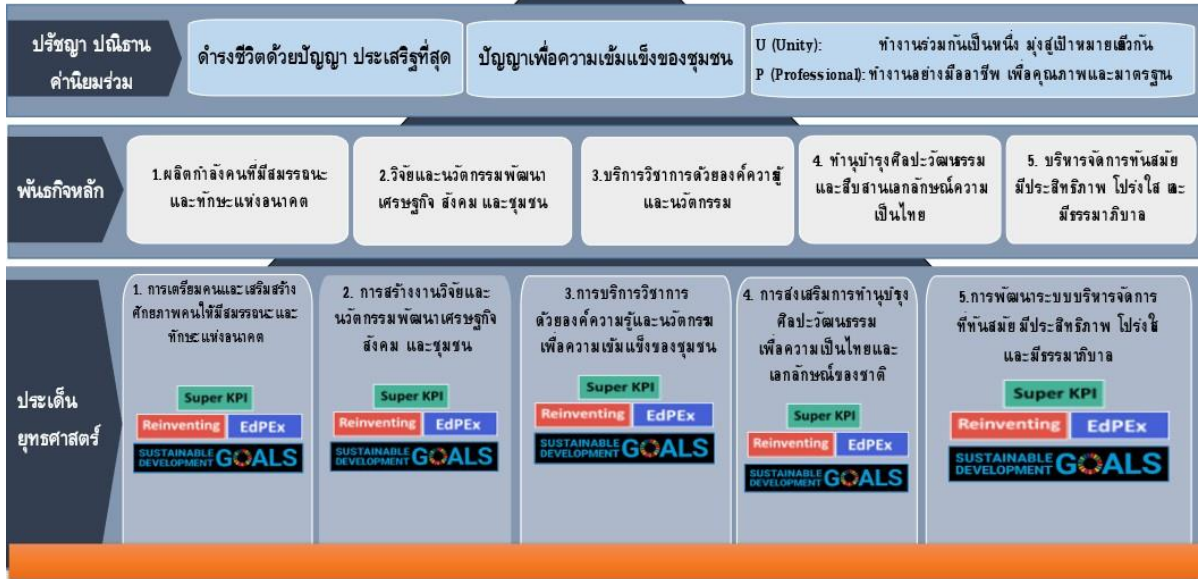 ปรัชญา ปณิธาน
ค่านิยมร่วม
ดำรงชีวิตด้วยปัญญา ประเสริฐที่สุด
ปัญญาเพื่อความเข้มแข็งของชุมชน
U (Unity): ทำงานร่วมกันเป็นหนึ่ง มุ่งสู่เป้าหมายเดียวกัน
P (Professional): ทำงานอย่างมืออาชีพ เพื่อคุณภาพและมาตรฐาน
พันธกิจหลัก
1.ผลิตกำลังคนที่มีสมรรถนะ
และทักษะแห่งอนาคต
2.วิจัยและนวัตกรรมพัฒนา
เศรษฐกิจ สังคม และชุมชน
3.บริการวิชาการด้วยองค์ความรู้
และนวัตกรรม
4. ทำนุบำรุงศิลปะวัฒนธรรม
และสืบสานเอกลักษณ์ความ
เป็นไทย
5. บริหารจัดการทันสมัย
มีประสิทธิภาพ โปร่งใส และ
มีธรรมาภิบาล
ประเด็น
ยุทธศาสตร์
1. การเตรียมคนและเสริมสร้าง
ศักยภาพคนให้มีสมรรถนะและ
ทักษะแห่งอนาคต
Super KPI
Reinventing EdPEx
SUSTAINABLE
DEVELOPMENT GOALS
2. การสร้างงานวิจัยและ
นวัตกรรมพัฒนาเศรษฐกิจ
สังคม และชุมชน
Super KPI
Reinventing EdPEx
SUSTAINABLE
DEVELOPMENT GOALS
3.การบริการวิชาการ
ด้วยองค์ความรู้และนวัตกรรม
เพื่อความเข้มแข็งของชุมชน
Super KPI
Reinventing EdPEx
SUSTAINABLE
DEVELOPMENT GOALS
4. การส่งเสริมการทำนุบำรุง
ศิลปะวัฒนธรรม
เพื่อความเป็นไทยและ
เอกลักษณ์ของชาติ
Super KPI
Reinventing EdPEx
SUSTAINABLE
DEVELOPMENT GOALS
5.การพัฒนาระบบบริหารจัดการ
ที่ทันสมัย มีประสิทธิภาพ โปร่งใส
และมีธรรมาภิบาล
Super KPI
Reinventing EdPEx
SUSTAINABLE
DEVELOPMENT GOALS